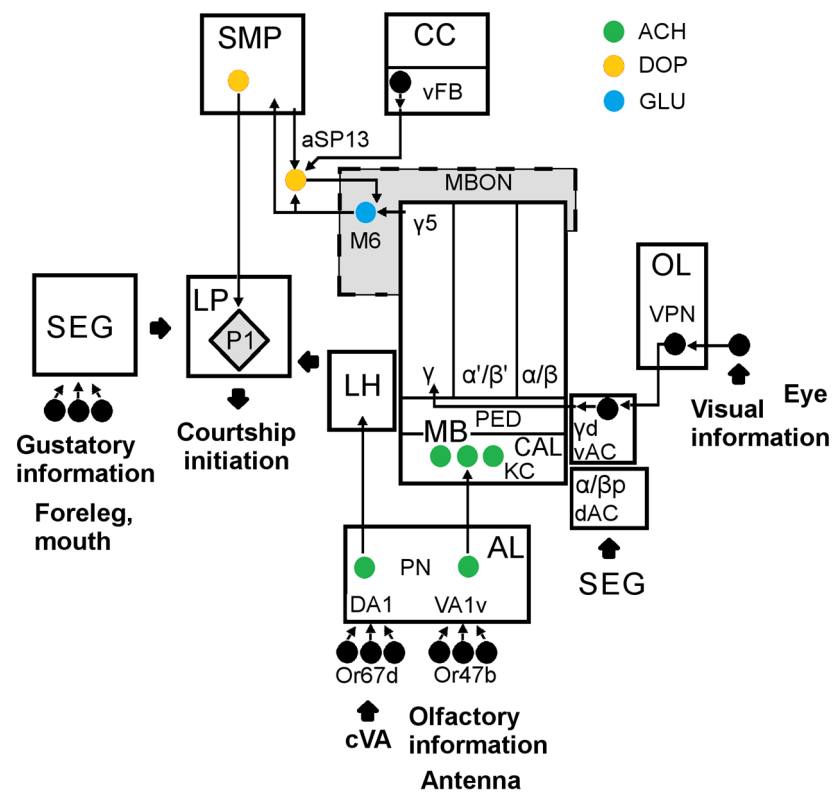 SMP
CC
vFB
ACH
DOP
GLU
aSP13
MBON
γ5
M6
SEG
LP
P1
LH
OL
VPN
γ
α'/β'
α/β
Eye
Visual
information
Gustatory
information
Foreleg,
mouth
Courtship
initiation
MB
PED
CAL
KC
γd
vAC
α/βp
dAC
SEG
AL
PN
DA1
VA1v
Or67d
Or47b
cVA
Olfactory
information
Antenna